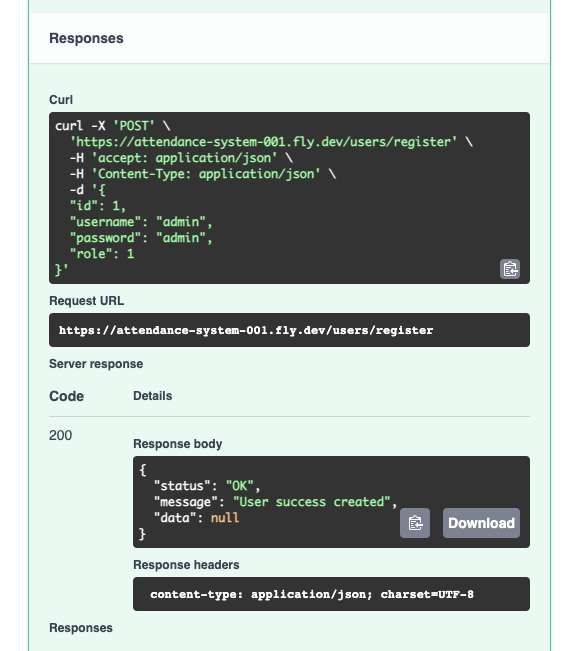 Responses
Curl
curl -X 'POST' \
  'https://attendance-system-001.fly.dev/users/register' \
  -H 'accept: application/json' \
  -H 'Content-Type: application/json' \
  -d '{
  "id": 1,
  "username": "admin",
  "password": "admin",
  "role": 1
}'
Request URL
https://attendance-system-001.fly.dev/users/register
Server response
Code Details
200
Response body
{
  "status": "OK",
  "message": "User success created",
  "data": null
}
Download
Response headers
content-type: application/json; charset=UTF-8
Responses